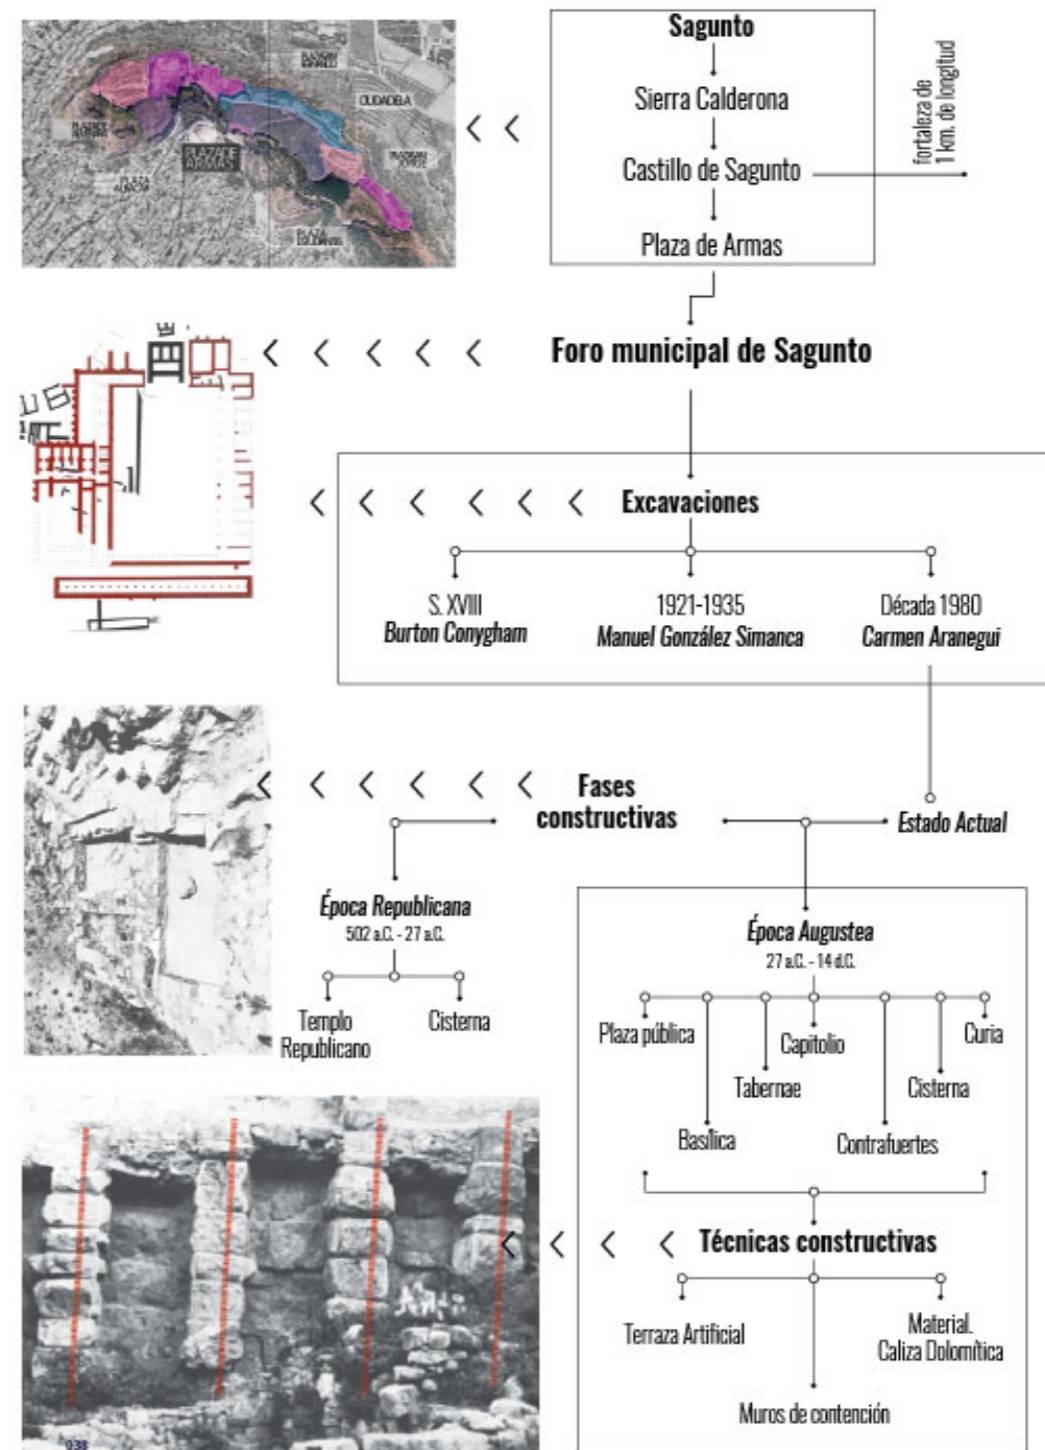 Sagunto
Sierra Calderona
Castillo de Sagunto
fortaleza de
1 km. de longitud
Plaza de Armas
CIUDADELA
PLAZA DE
ARMAS
PLAZA
Foro municipal de Sagunto
Excavaciones
S. XVIII
Burton Conygham
1921-1935
Manuel González Simanca
Década 1980
Carmen Aranegui
Fases
constructivas
Estado Actual
Época Republicana
502 a.C. - 27 a.C.
Templo
Republicano
Cisterna
Época Augustea
27 a.C. - 14 d.C.
Plaza pública
Basílica
Tabernae
Capitolio
Contrafuertes
Cisterna
Curia
Técnicas constructivas
Terraza Artificial
Muros de contención
Material.
Caliza Dolomítica
038